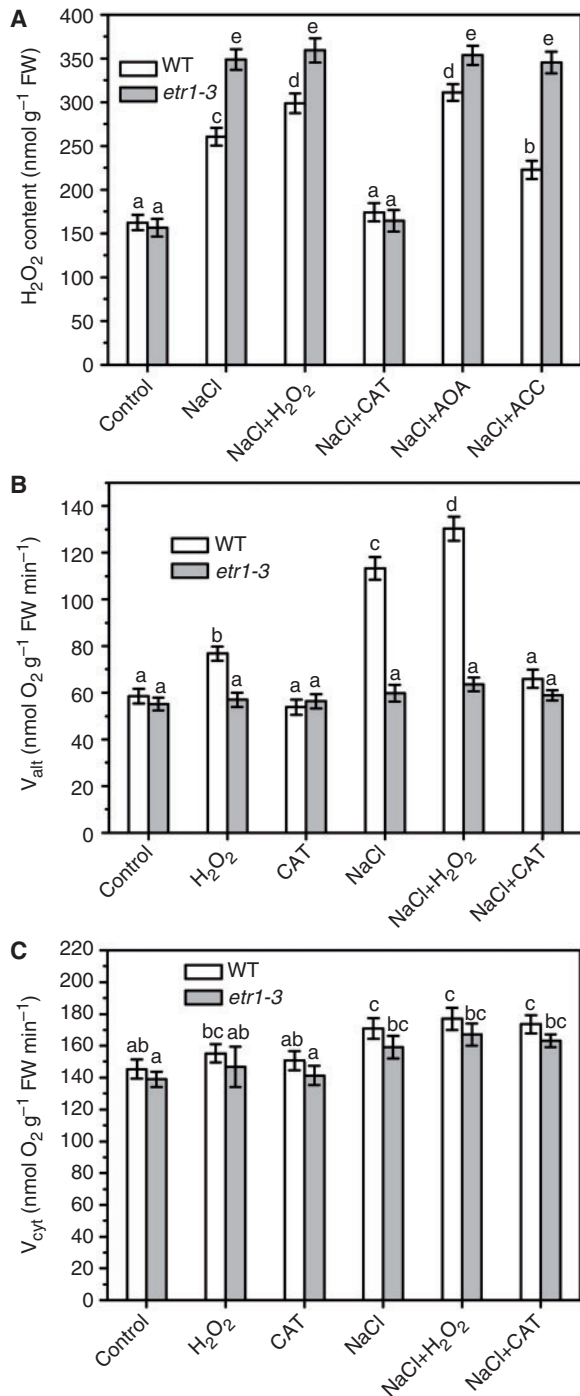 A
H₂O₂ content (nmol g⁻¹ FW)
400
350
300
250
200
150
100
50
0
WT
etr1-3
a
a
c
e
d
e
a
a
d
e
b
e
Control
NaCl
NaCl+H₂O₂
NaCl+CAT
NaCl+AOA
NaCl+ACC
B
V_alt (nmol O₂ g⁻¹ FW min⁻¹)
140
120
100
80
60
40
20
0
WT
etr1-3
a
a
b
a
a
a
c
a
d
a
a
a
Control
H₂O₂
CAT
NaCl
NaCl+H₂O₂
NaCl+CAT
C
V_cyt (nmol O₂ g⁻¹ FW min⁻¹)
220
200
180
160
140
120
100
80
60
40
20
0
WT
etr1-3
ab
a
bc
ab
ab
a
c
bc
c
bc
c
bc
Control
H₂O₂
CAT
NaCl
NaCl+H₂O₂
NaCl+CAT